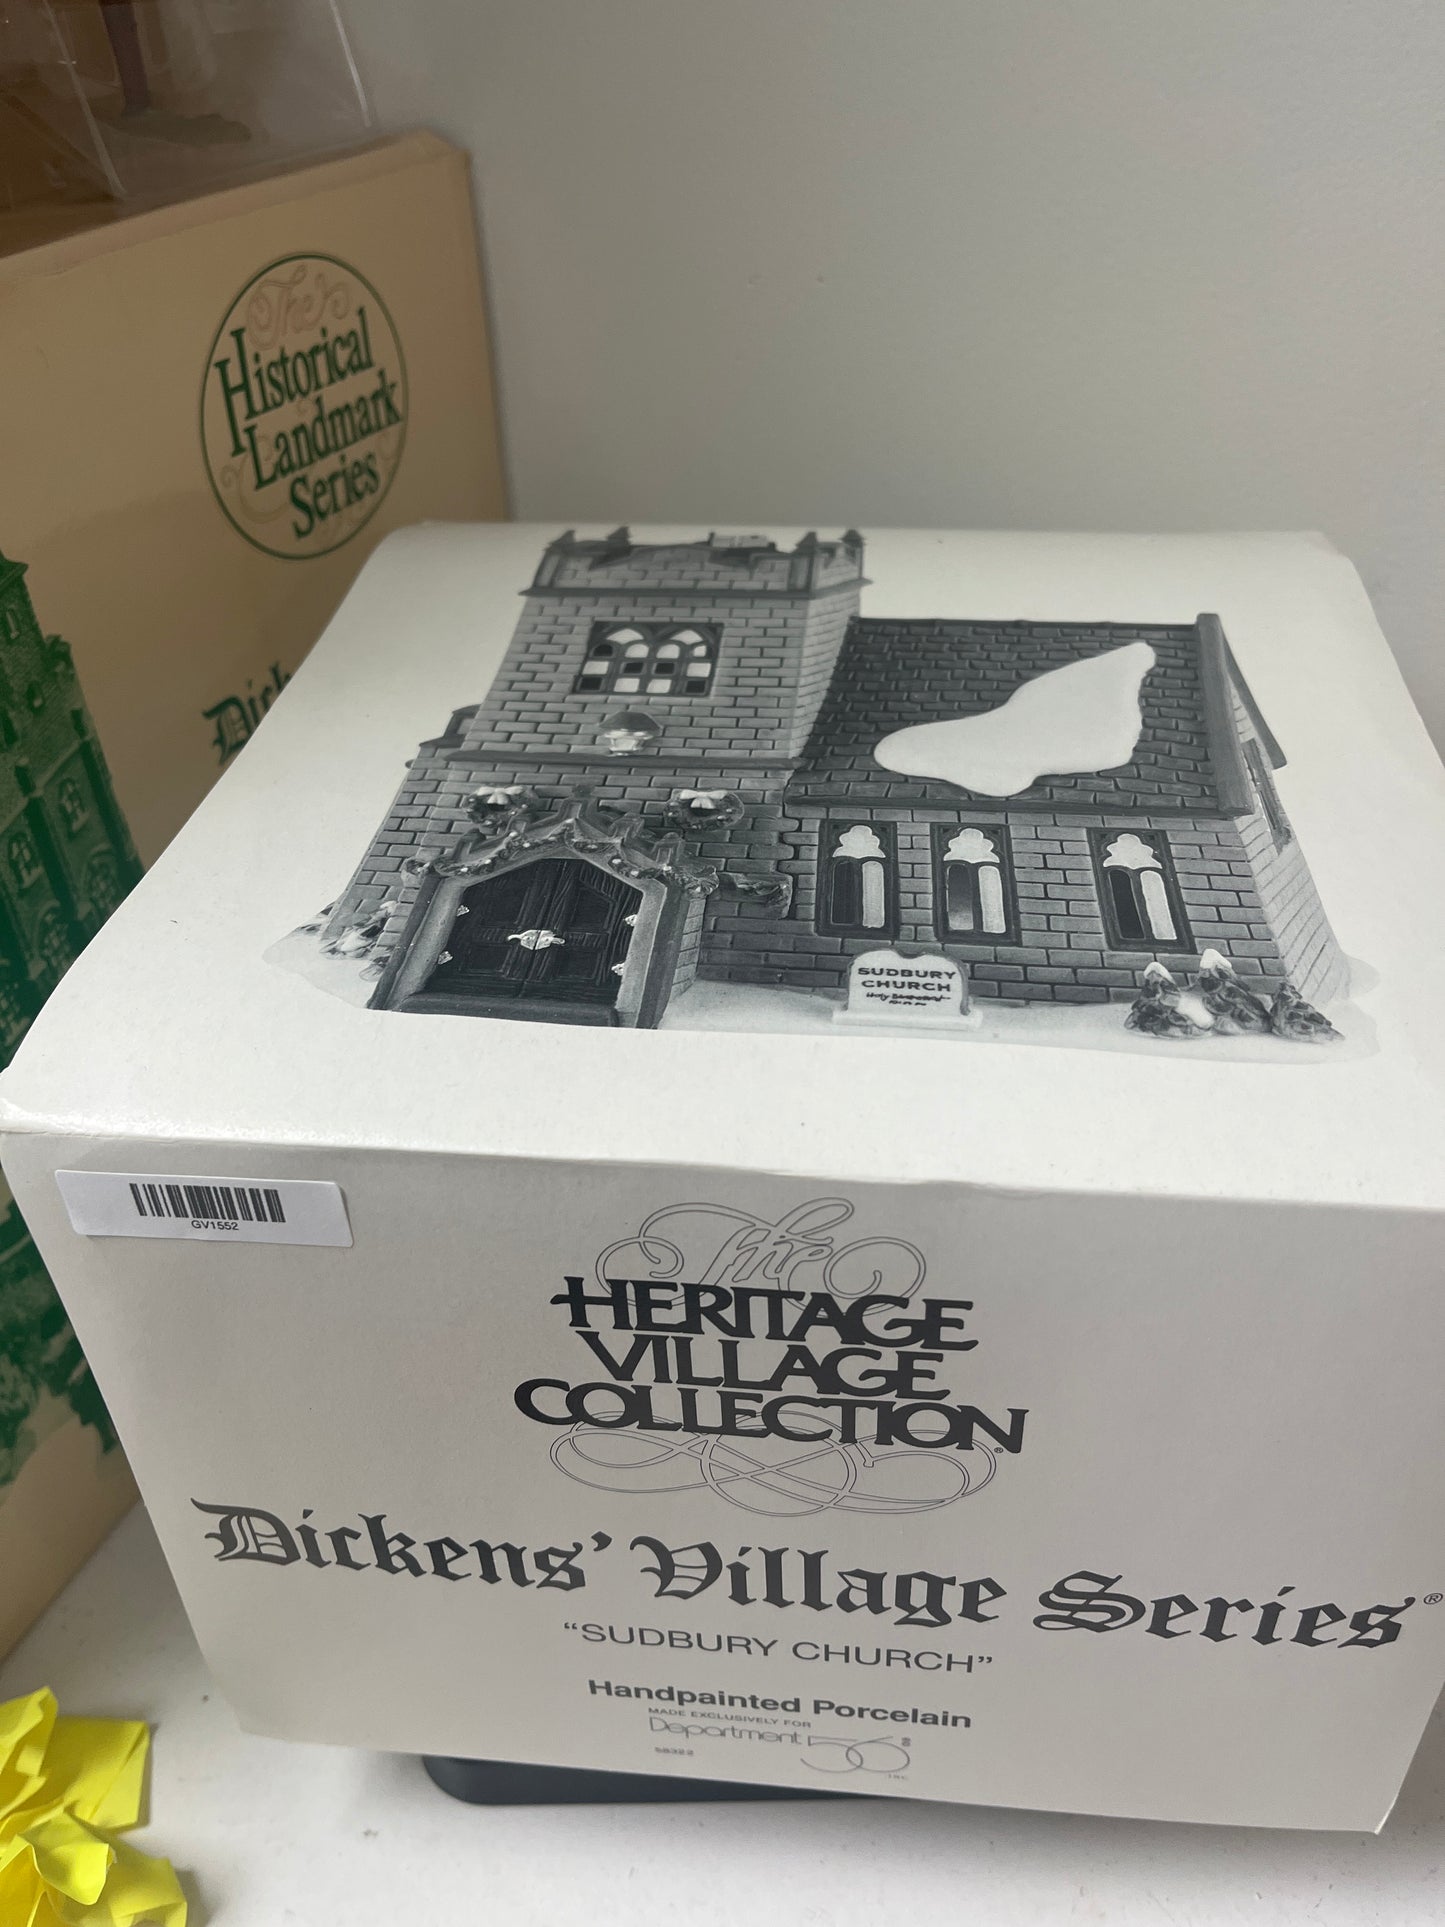 The
Historical
Landmark
Series
SUDBURY
CHURCH
GV1552
The
HERITAGE
VILLAGE
COLLECTION®
Dickens' Village Series®
“SUDBURY CHURCH”
Handpainted Porcelain
MADE EXCLUSIVELY FOR
Department 56®
INC.
58322